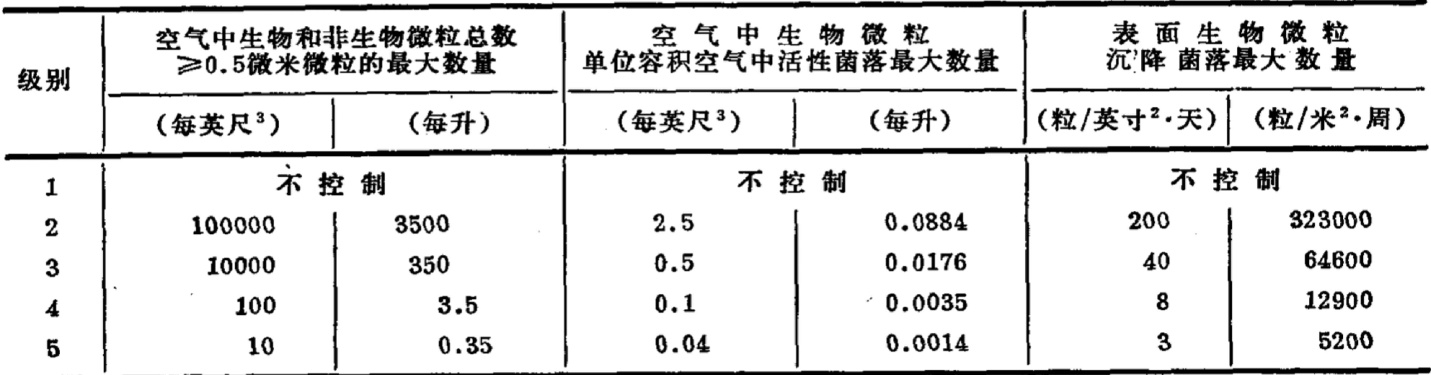 级别
空气中生物和非生物微粒总数
≥0.5微米微粒的最大数量
空气中生物微粒
单位容积空气中活性菌落最大数量
表面生物微粒
沉降菌落最大数量
(每英尺³) (每升) (每英尺³) (每升) (粒/英寸²·天) (粒/米²·周)
1 不控制 不控制 不控制
2 100000 3500 2.5 0.0884 200 323000
3 10000 350 0.5 0.0176 40 64600
4 100 3.5 0.1 0.0035 8 12900
5 10 0.35 0.04 0.0014 3 5200